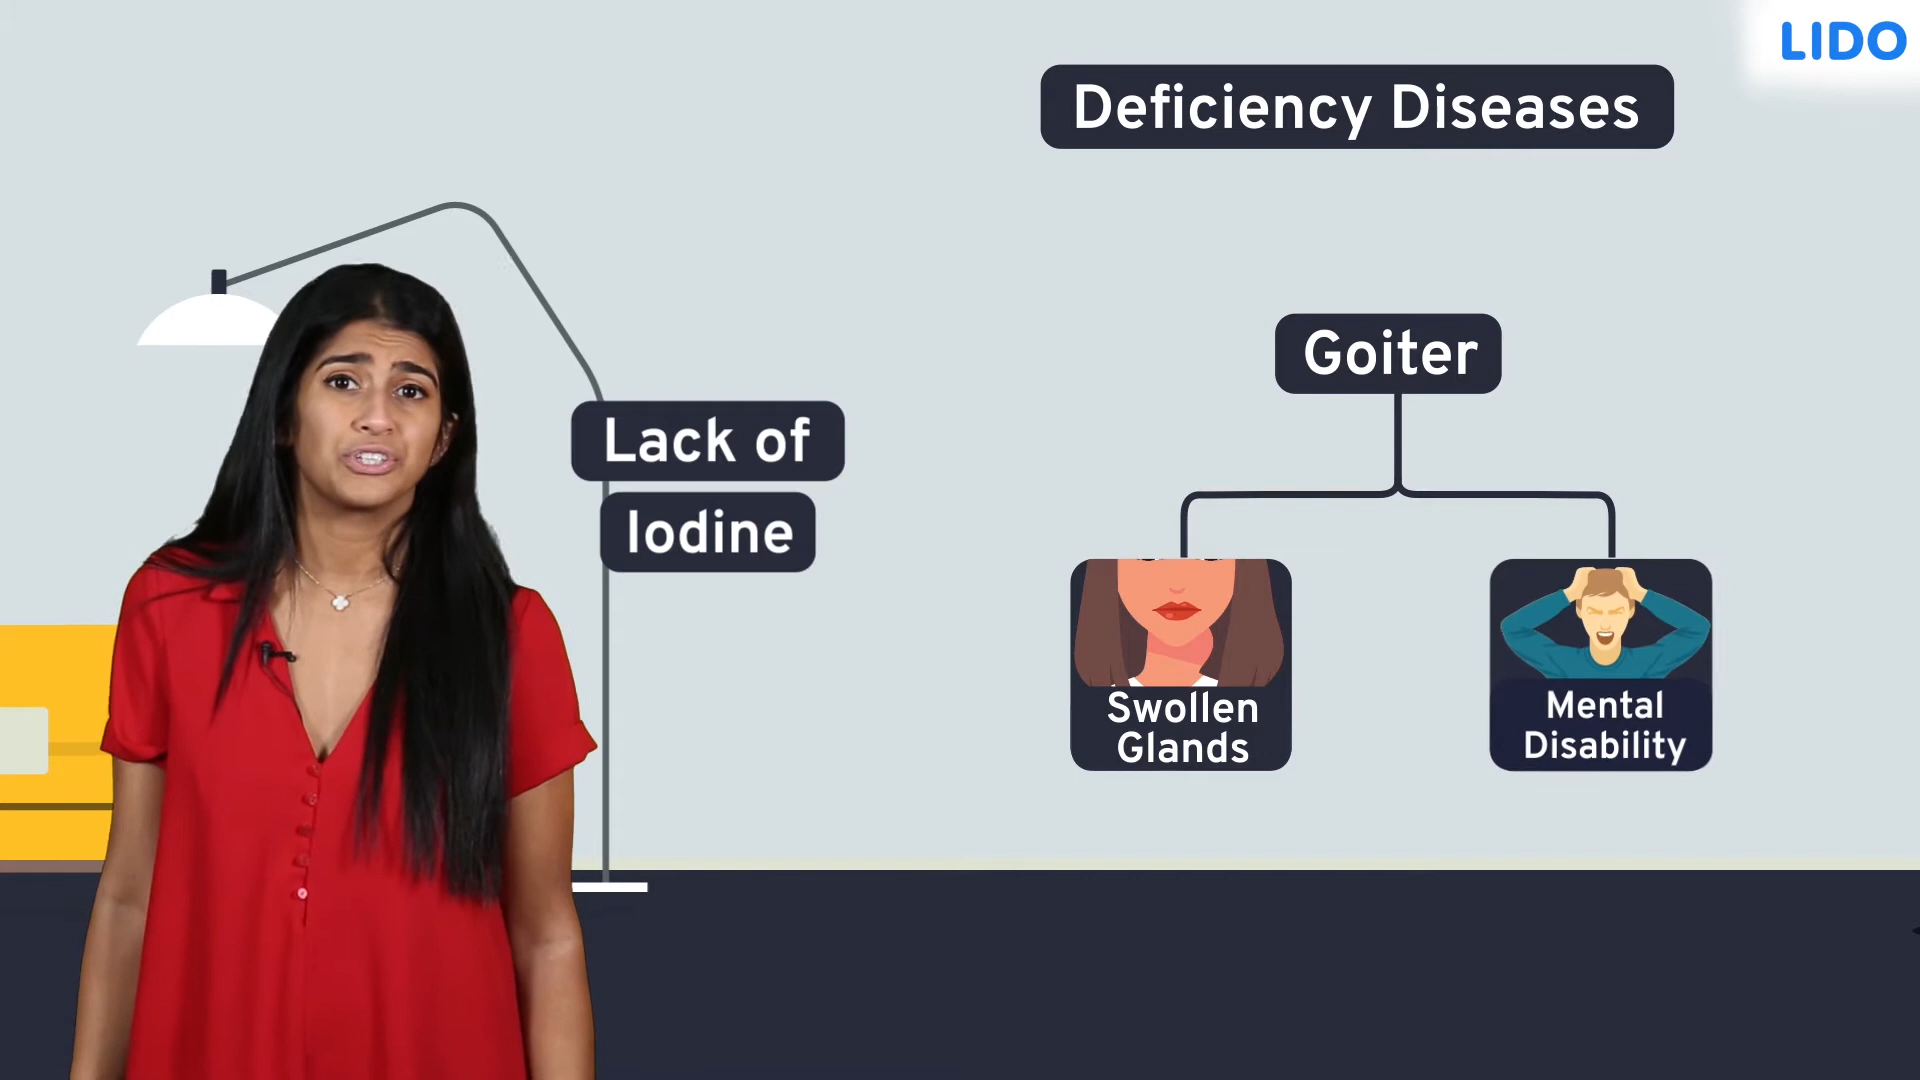 LIDO
Deficiency Diseases
Goiter
Lack of
Iodine
Swollen
Glands
Mental
Disability